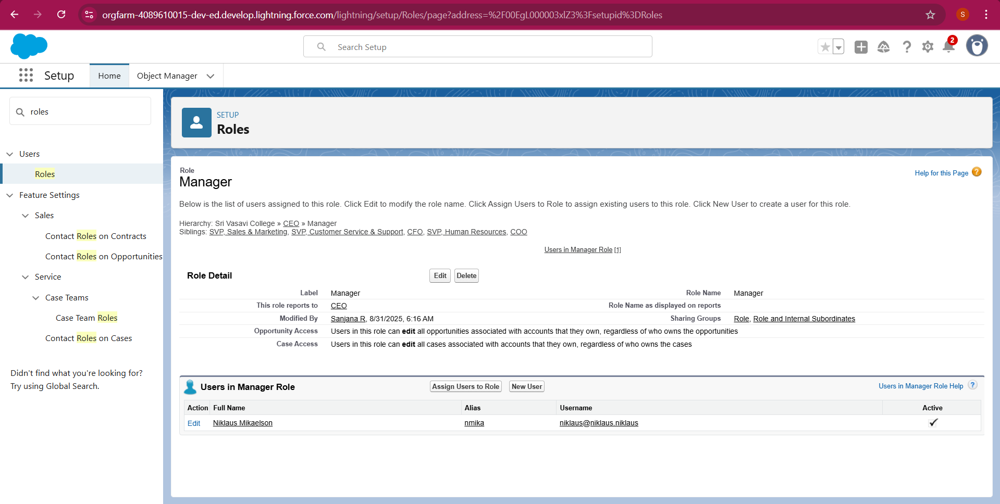 orgfarm-4089610015-dev-ed.develop.lightning.force.com/lightning/setup/Roles/page?address=%2F00EgL000003xlZ3%3Fsetupid%3DRoles
S
Search Setup
2
Setup
Home
Object Manager
roles
Users
Roles
Feature Settings
Sales
Contact Roles on Contracts
Contact Roles on Opportunities
Service
Case Teams
Case Team Roles
Contact Roles on Cases
Didn't find what you're looking for?
Try using Global Search.
SETUP
Roles
Role
Manager
Help for this Page ?
Below is the list of users assigned to this role. Click Edit to modify the role name. Click Assign Users to Role to assign existing users to this role. Click New User to create a user for this role.
Hierarchy: Sri Vasavi College » CEO » Manager
Siblings: SVP, Sales & Marketing, SVP, Customer Service & Support, CFO, SVP, Human Resources, COO
Users in Manager Role [1]
Role Detail Edit Delete
Label Manager Role Name Manager
This role reports to CEO Role Name as displayed on reports
Modified By Sanjana R, 8/31/2025, 6:16 AM Sharing Groups Role, Role and Internal Subordinates
Opportunity Access Users in this role can edit all opportunities associated with accounts that they own, regardless of who owns the opportunities
Case Access Users in this role can edit all cases associated with accounts that they own, regardless of who owns the cases
Users in Manager Role Assign Users to Role New User Users in Manager Role Help ?
Action Full Name Alias Username Active
Edit Niklaus Mikaelson nmika niklaus@niklaus.niklaus